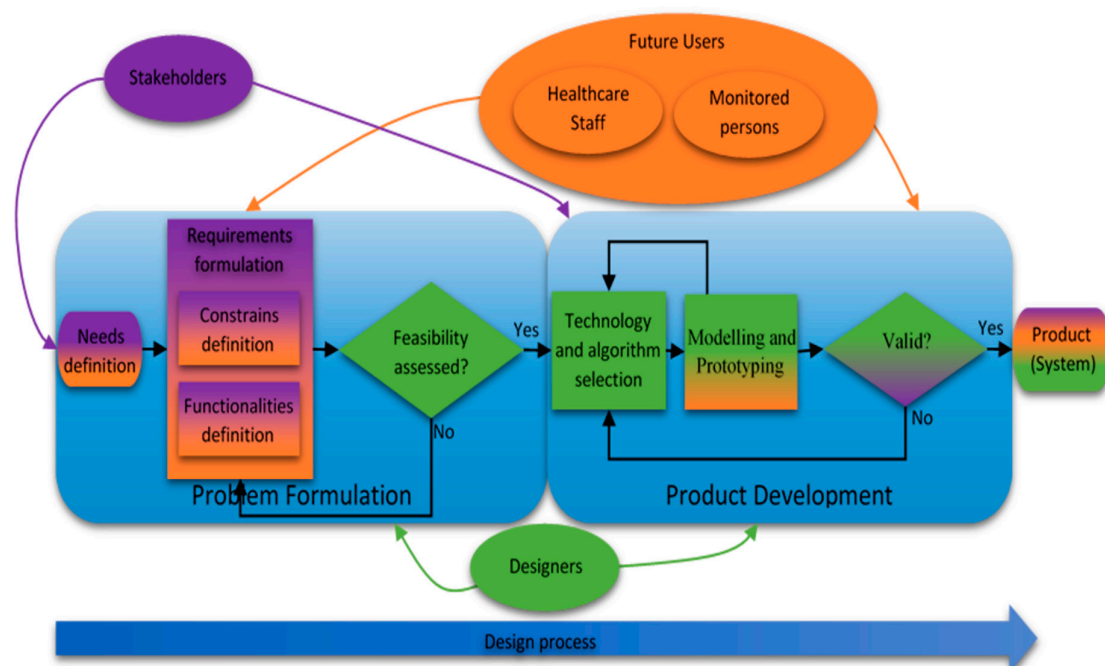 Stakeholders
Future Users
Healthcare
Staff
Monitored
persons
Requirements
formulation
Constrains
definition
Functionalities
definition
Needs
definition
Feasibility
assessed?
Yes
No
Problem Formulation
Technology
and algorithm
selection
Modelling and
Prototyping
Valid?
Yes
No
Product
(System)
Product Development
Designers
Design process